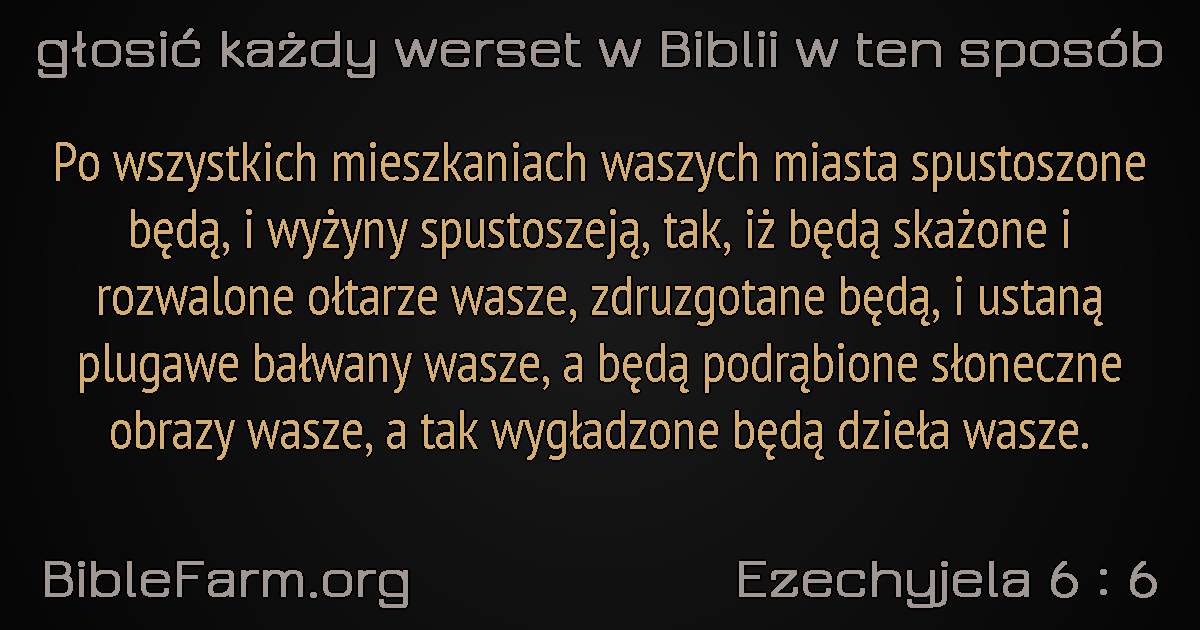 głosić każdy werset w Biblii w ten sposób
Po wszystkich mieszkaniach waszych miasta spustoszone
będą, i wyżyny spustoszeją, tak, iż będą skażone i
rozwalone ołtarze wasze, zdruzgotane będą, i ustaną
plugawe bałwany wasze, a będą podrąbione słoneczne
obrazy wasze, a tak wygładzone będą dzieła wasze.
BibleFarm.org
Ezechyjela 6 : 6